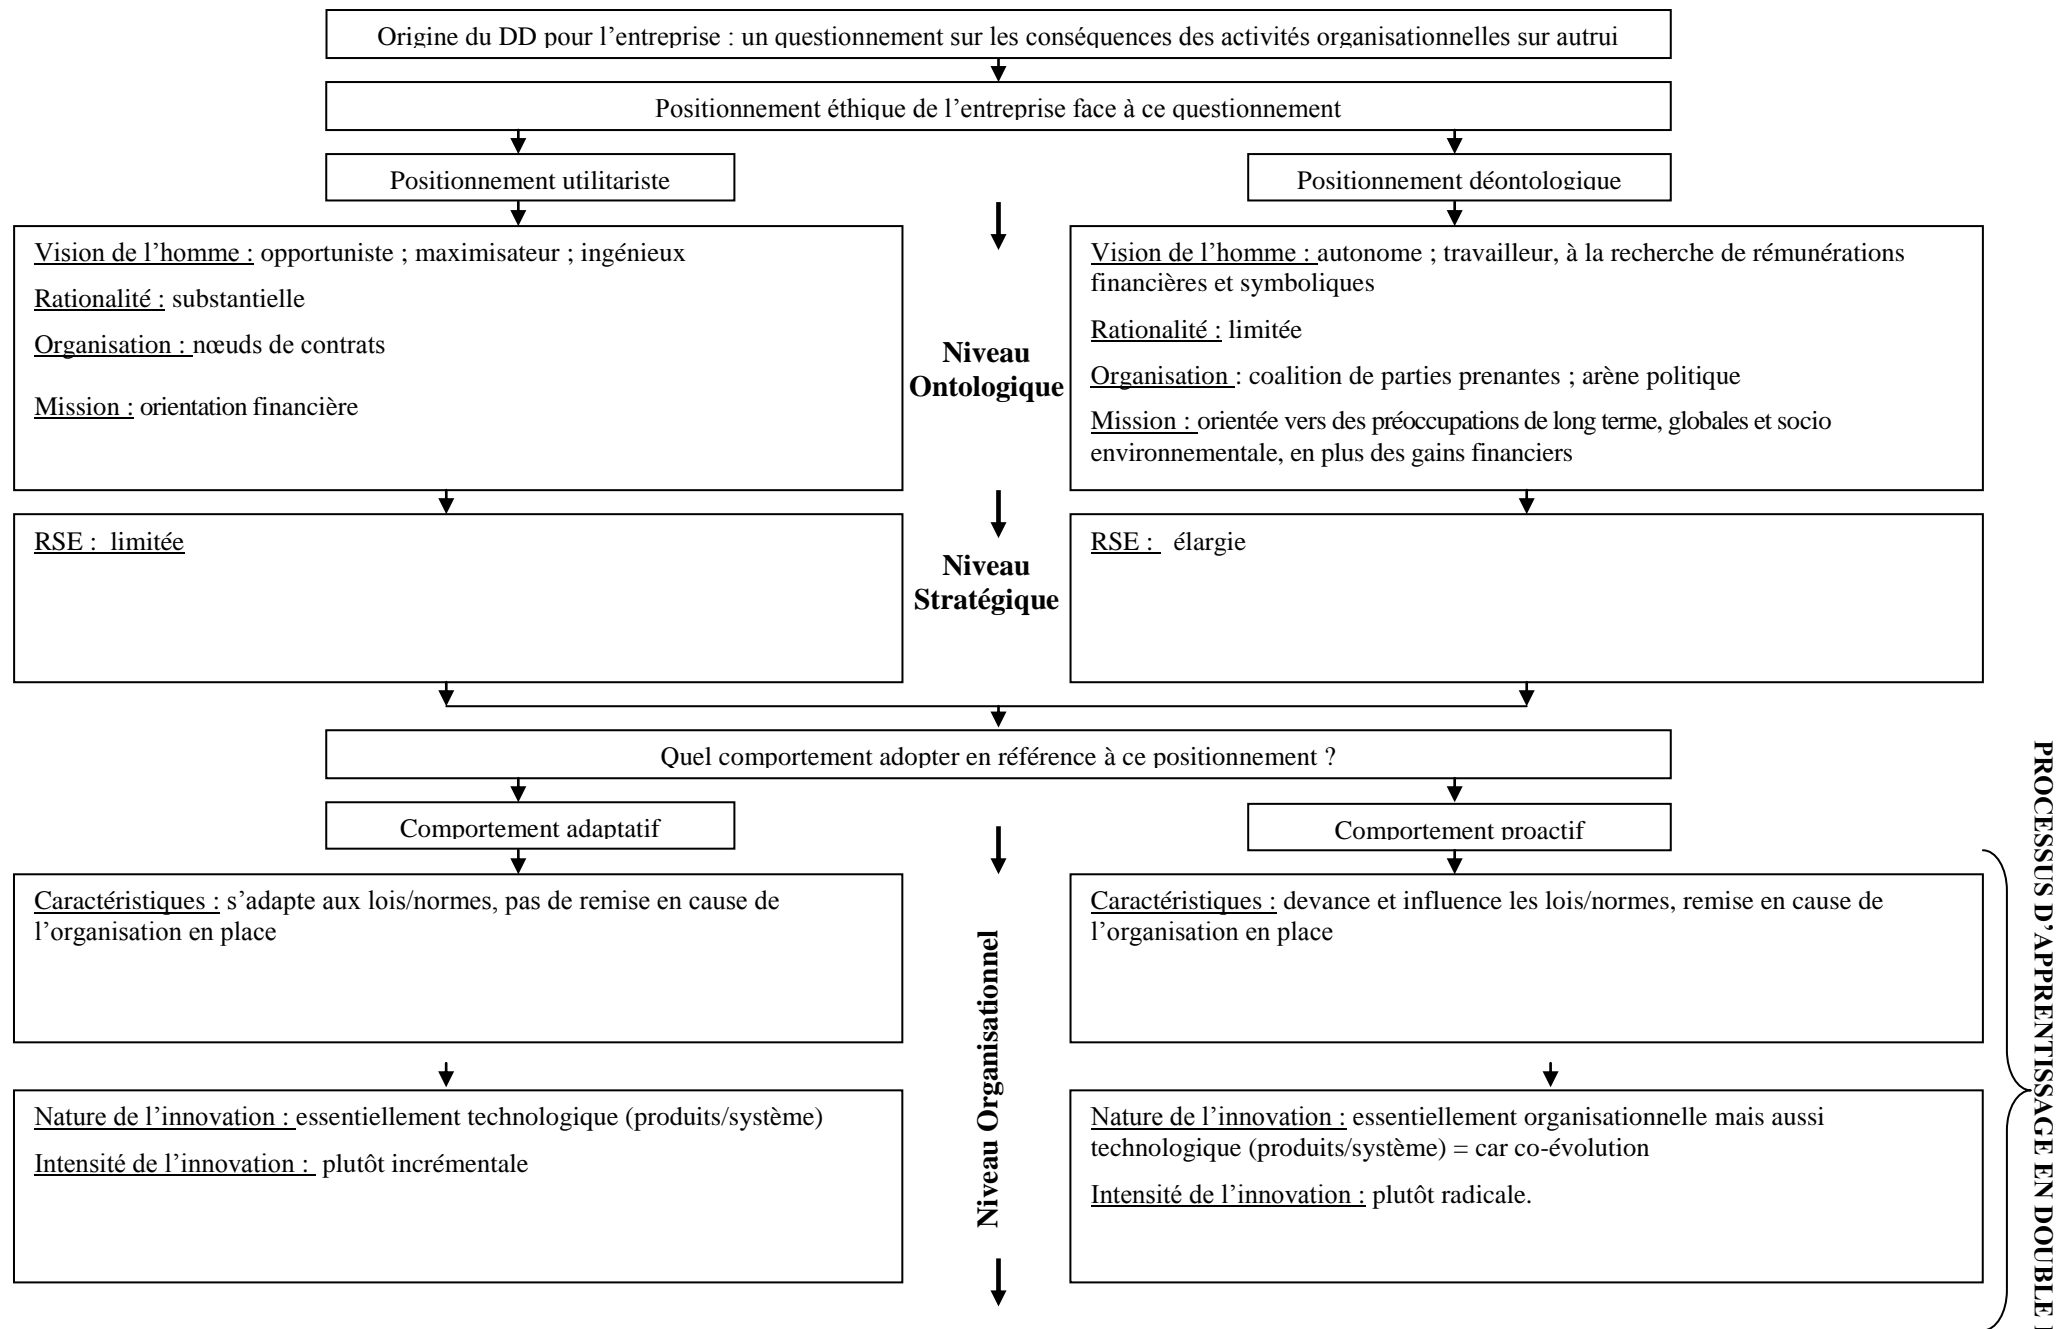 Origine du DD pour l’entreprise : un questionnement sur les conséquences des activités organisationnelles sur autrui
Positionnement éthique de l’entreprise face à ce questionnement
Positionnement utilitariste
Positionnement déontologique
Vision de l’homme : opportuniste ; maximisateur ; ingénieux
Rationalité : substantielle
Organisation : nœuds de contrats
Mission : orientation financière
Niveau
Ontologique
Vision de l’homme : autonome ; travailleur, à la recherche de rémunérations
financières et symboliques
Rationalité : limitée
Organisation : coalition de parties prenantes ; arène politique
Mission : orientée vers des préoccupations de long terme, globales et socio
environnementale, en plus des gains financiers
RSE : limitée
Niveau
Stratégique
RSE : élargie
Quel comportement adopter en référence à ce positionnement ?
Comportement adaptatif
Comportement proactif
Caractéristiques : s’adapte aux lois/normes, pas de remise en cause de
l’organisation en place
Niveau Organisationnel
Caractéristiques : devance et influence les lois/normes, remise en cause de
l’organisation en place
Nature de l’innovation : essentiellement technologique (produits/système)
Intensité de l’innovation : plutôt incrémentale
Nature de l’innovation : essentiellement organisationnelle mais aussi
technologique (produits/système) = car co-évolution
Intensité de l’innovation : plutôt radicale.
PROCESSUS D’APPRENTISSAGE EN DOUBLE